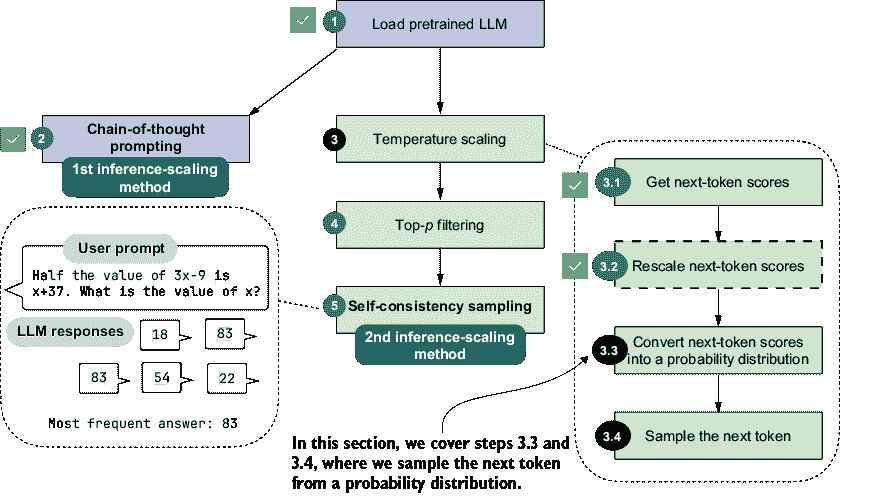 1
Load pretrained LLM
2
Chain-of-thought
prompting
1st inference-scaling
method
3
Temperature scaling
4
Top-p filtering
5
Self-consistency sampling
2nd inference-scaling
method
User prompt
Half the value of 3x-9 is
x+37. What is the value of x?
LLM responses
18
83
83
54
22
Most frequent answer: 83
3.1
Get next-token scores
3.2
Rescale next-token scores
3.3
Convert next-token scores
into a probability distribution
3.4
Sample the next token
In this section, we cover steps 3.3 and
3.4, where we sample the next token
from a probability distribution.